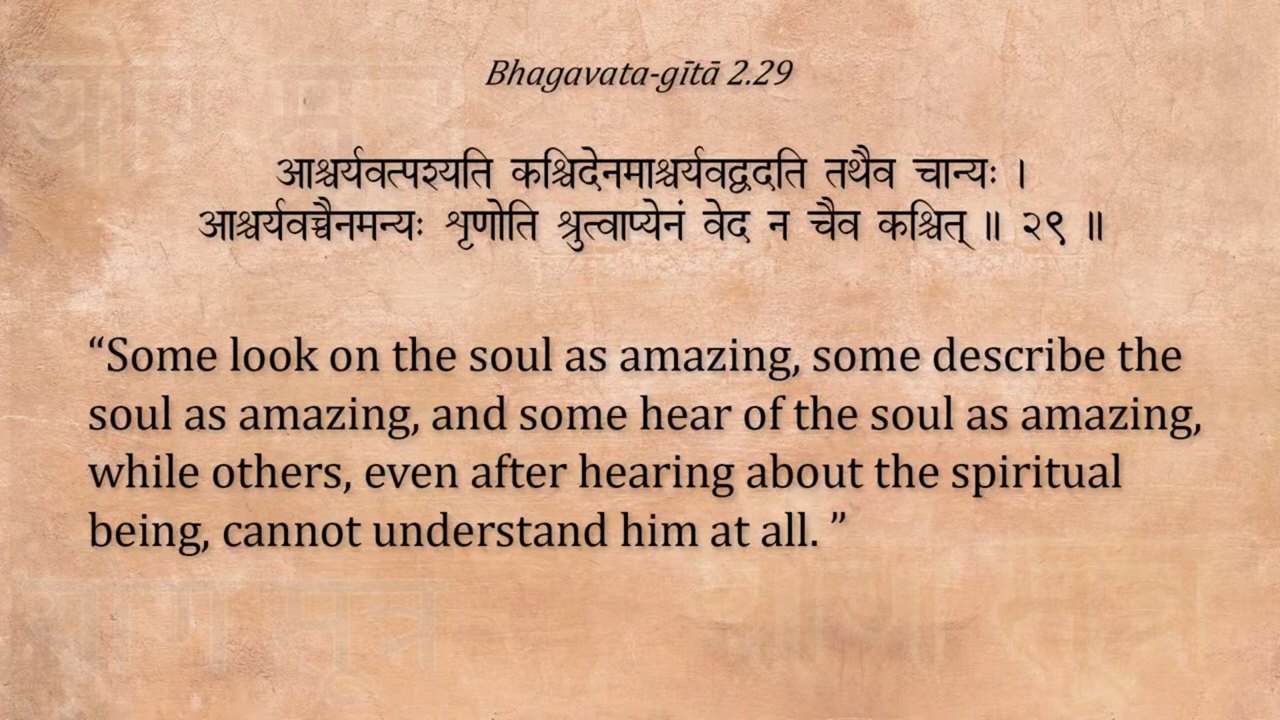 Bhagavata-gītā 2.29
आश्चर्यवत्पश्यति कश्चिदेनमाश्चर्यवद्वदति तथैव चान्यः ।
आश्चर्यवच्चैनमन्यः शृणोति श्रुत्वाप्येनं वेद न चैव कश्चित् ॥ २९ ॥
“Some look on the soul as amazing, some describe the
soul as amazing, and some hear of the soul as amazing,
while others, even after hearing about the spiritual
being, cannot understand him at all. ”
योग सूत्र